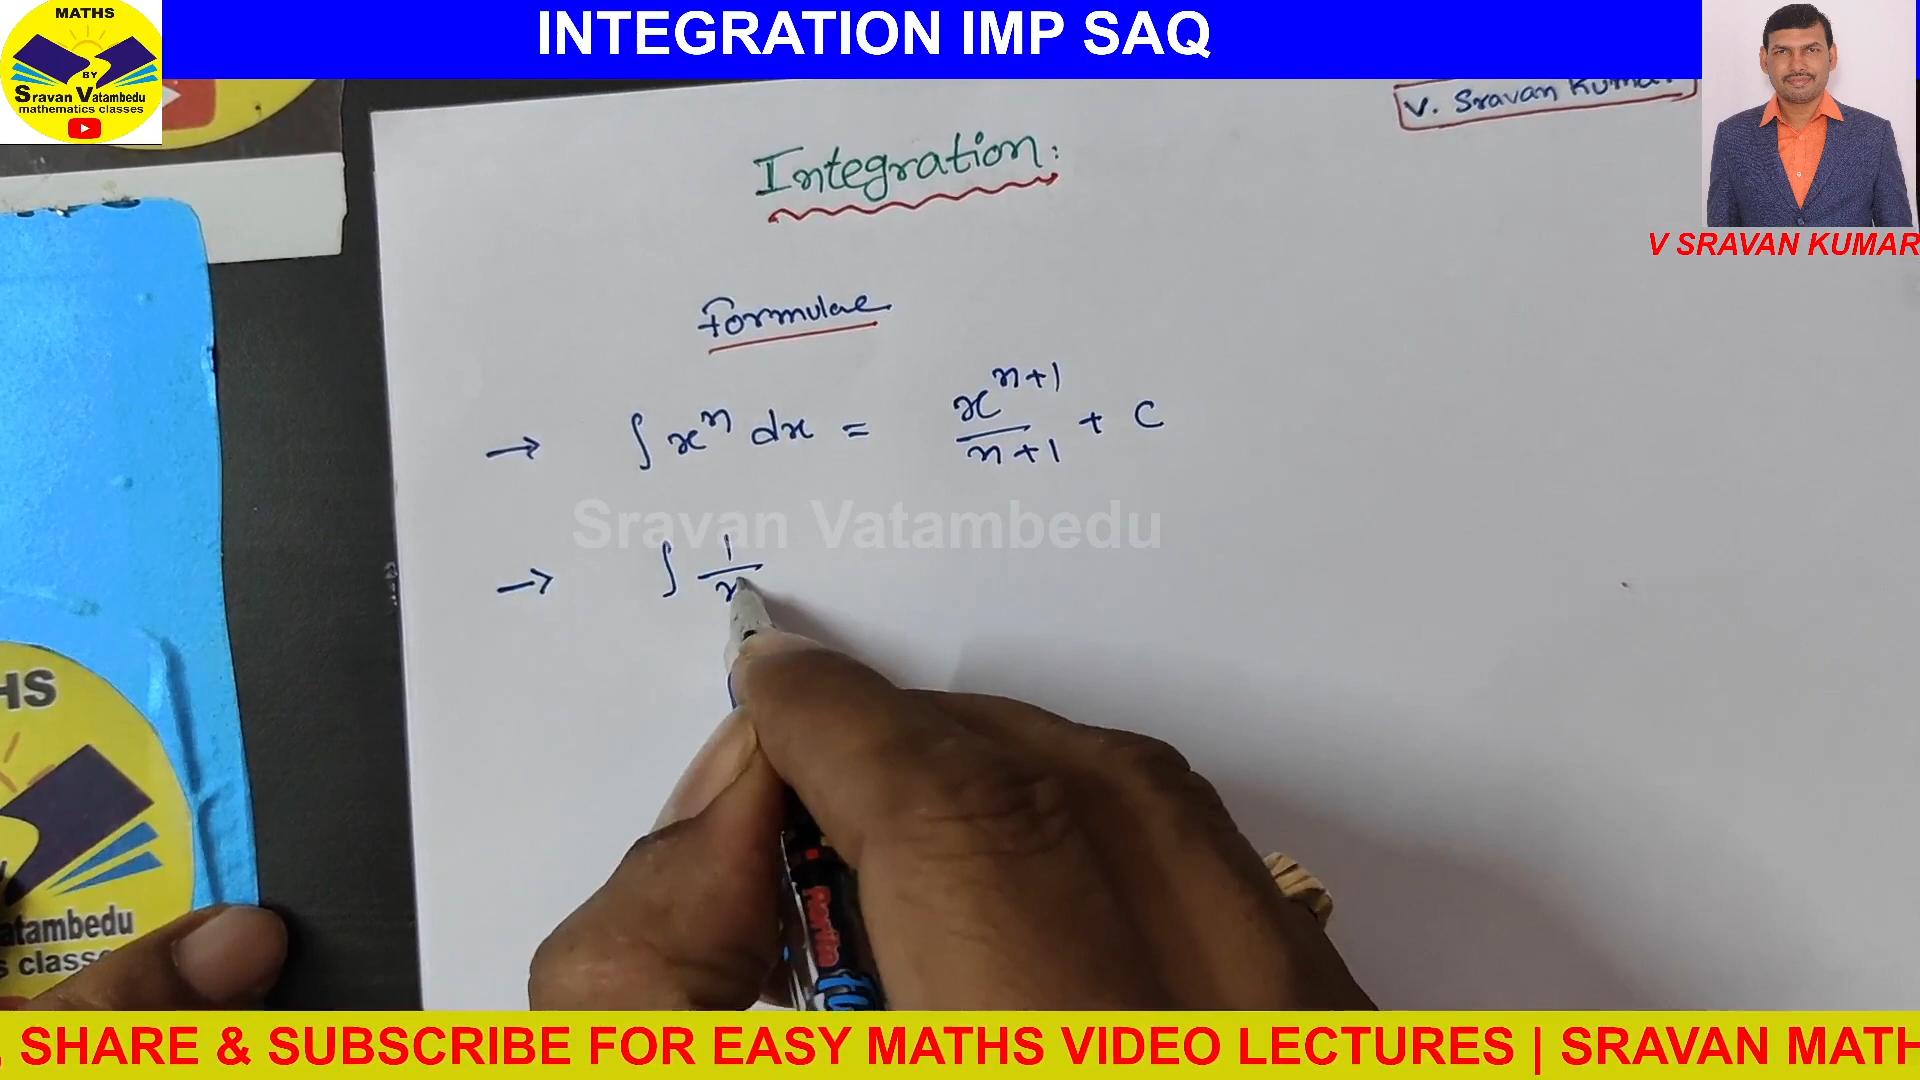 MATHS
BY
Sravan Vatambedu
mathematics classes
INTEGRATION IMP SAQ
V. Sravan Kumar
V SRAVAN KUMAR
Integration:
Formulae
→ ∫ xⁿ dx = xⁿ⁺¹/n+1 + C
Sravan Vatambedu
→ ∫ 1/x
HS
atambedu
s classe
SHARE & SUBSCRIBE FOR EASY MATHS VIDEO LECTURES | SRAVAN MATH